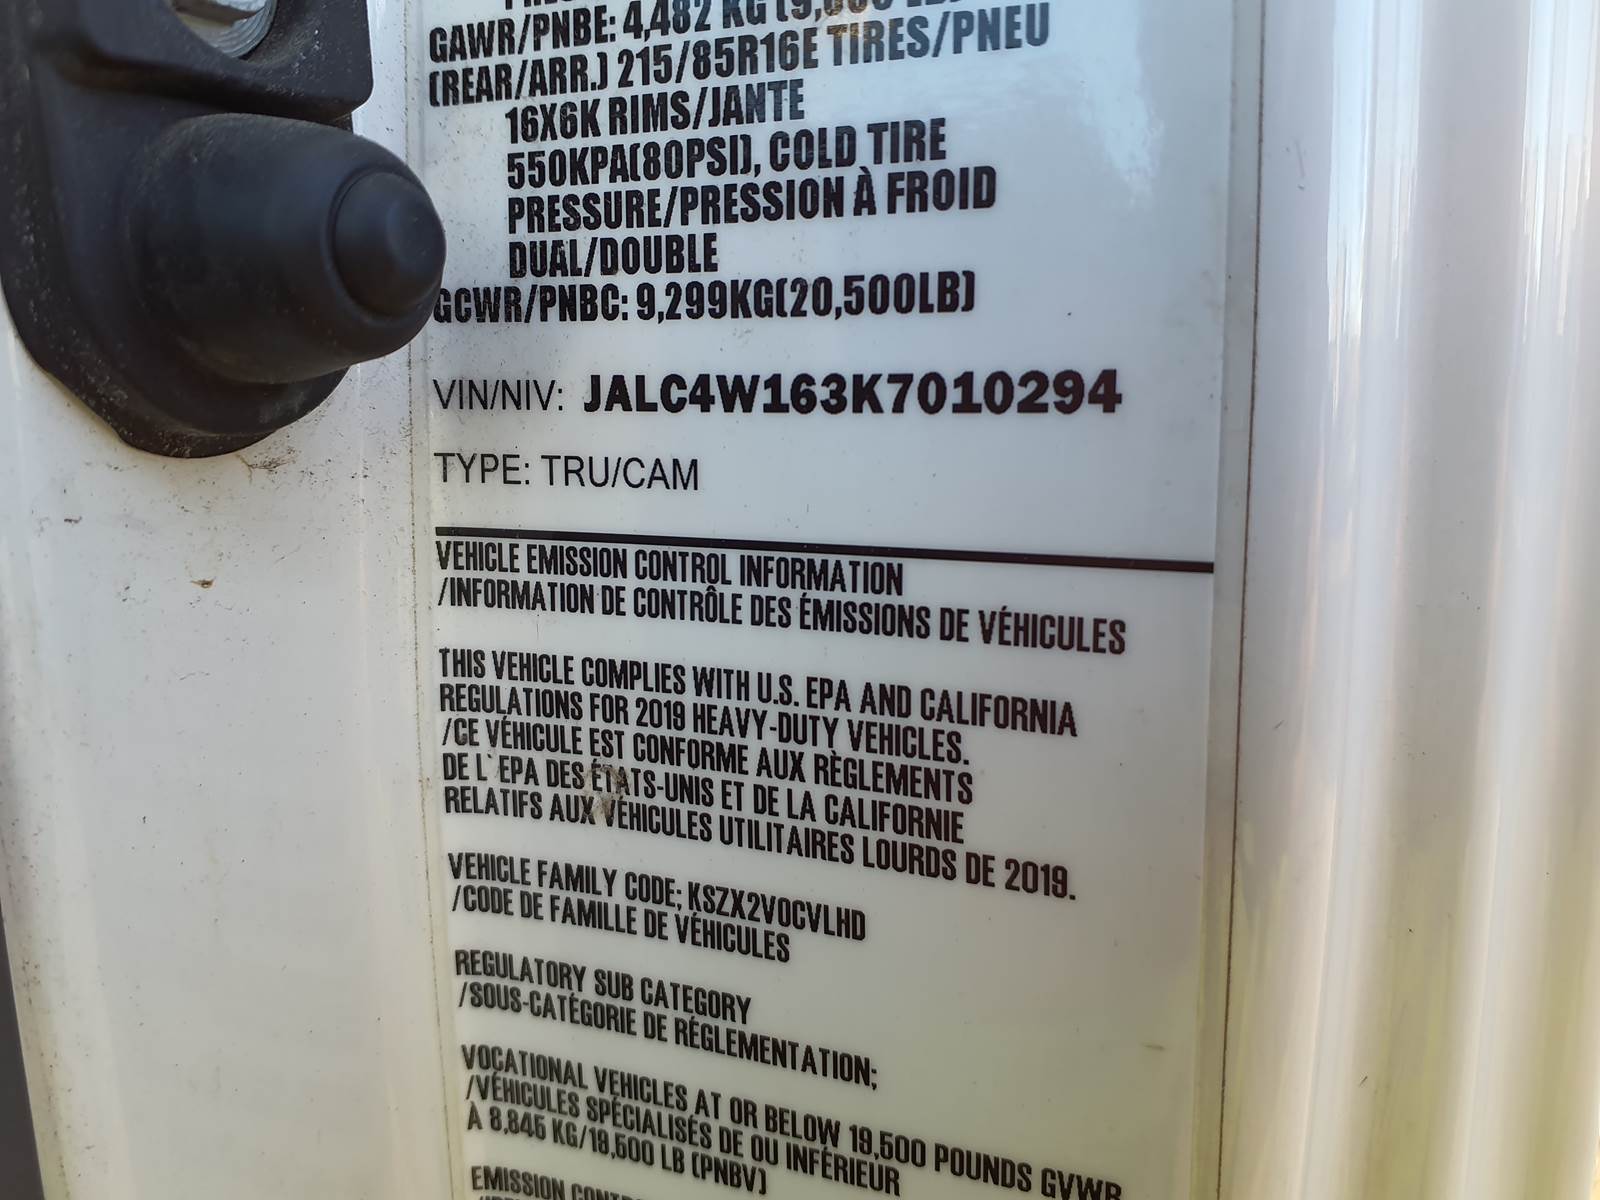 GAWR/PNBE: 4,482 KG
(REAR/ARR.) 215/85R16E TIRES/PNEU
16X6K RIMS/JANTE
550KPA(80PSI), COLD TIRE
PRESSURE/PRESSION À FROID
DUAL/DOUBLE
GCWR/PNBC: 9,299KG(20,500LB)
VIN/NIV: JALC4W163K7010294
TYPE: TRU/CAM
VEHICLE EMISSION CONTROL INFORMATION
/INFORMATION DE CONTRÔLE DES ÉMISSIONS DE VÉHICULES
THIS VEHICLE COMPLIES WITH U.S. EPA AND CALIFORNIA
REGULATIONS FOR 2019 HEAVY-DUTY VEHICLES.
/CE VÉHICULE EST CONFORME AUX RÈGLEMENTS
DE L`EPA DES ÉTATS-UNIS ET DE LA CALIFORNIE
RELATIFS AUX VÉHICULES UTILITAIRES LOURDS DE 2019.
VEHICLE FAMILY CODE; KSZX2VOCVLHD
/CODE DE FAMILLE DE VÉHICULES
REGULATORY SUB CATEGORY
/SOUS-CATÉGORIE DE RÉGLEMENTATION;
VOCATIONAL VEHICLES AT OR BELOW 19,500 POUNDS GVWR
/VÉHICULES SPÉCIALISÉS DE OU INFÉRIEUR
À 8,845 KG/19,500 LB (PNBV)
EMISSION